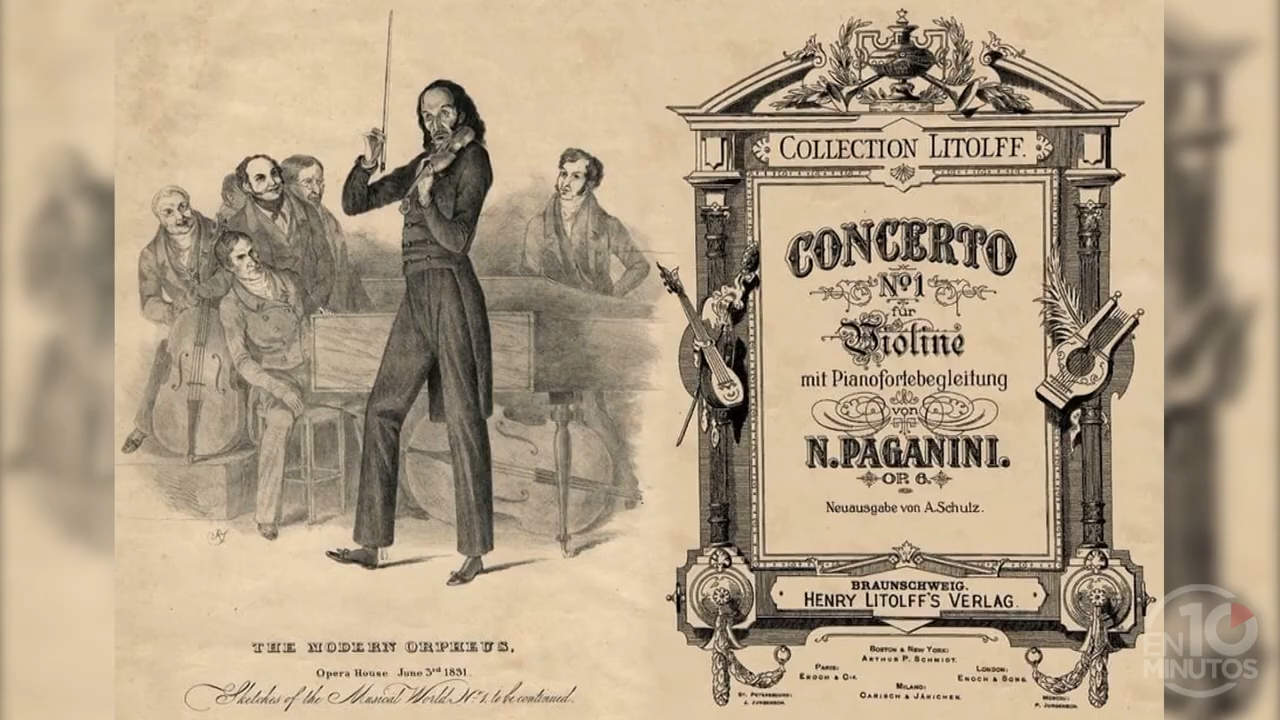 THE MODERN ORPHEUS.
Opera House June 3rd 1831.
Sketches of the Musical World No. 1, to be continued.
COLLECTION LITOLFF.
CONCERTO
No 1
für
Violine
mit Pianofortebegleitung
von
N. PAGANINI.
OP. 6.
Neuausgabe von A. Schulz.
BRAUNSCHWEIG.
HENRY LITOLFF'S VERLAG.
BOSTON & NEW YORK:
ARTHUR P. SCHMIDT.
PARIS:
ENOCH & Cie.
LONDON:
ENOCH & SONS.
MILANO:
CARISCH & JÄNICHEN.
ST. PETERSBOURG:
J. JURGENSON.
MOSCOU:
P. JURGENSON.
EN 10
MINUTOS